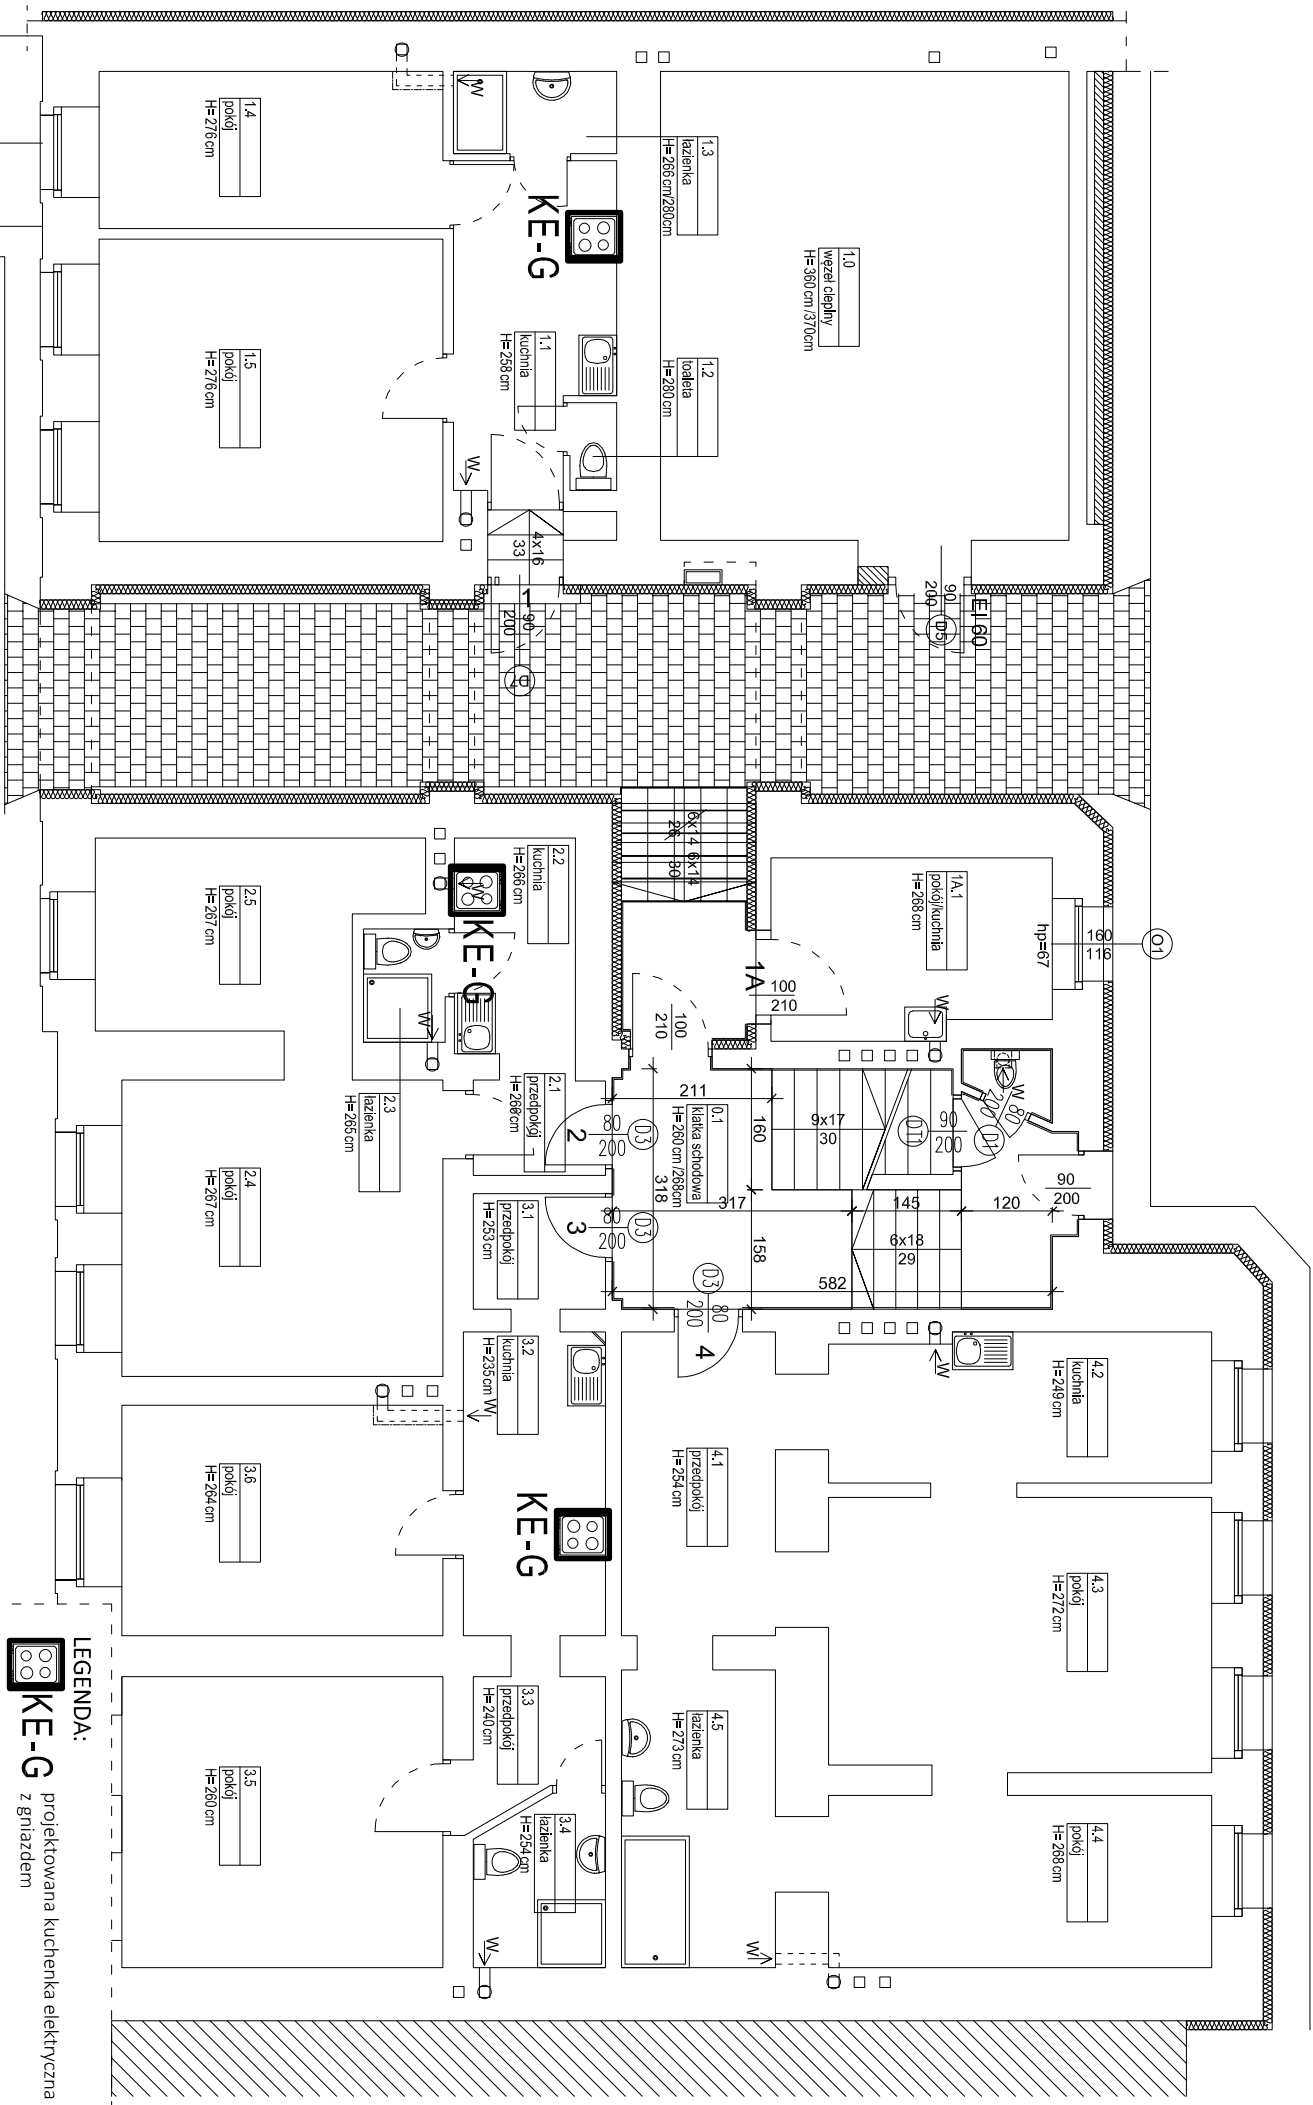 1.4
pokój
H=276cm
1.5
pokój
H=276cm
1.3
łazienka
H=266cm/280cm
KE-G
1.1
kuchnia
H=258cm
1.2
toaleta
H=280cm
1.0
węzeł cieplny
H=360cm/370cm
W
W
4x16
33
1
90
200
D7
90
200
D5
EI 60
6x14
26
6x14
30
2.5
pokój
H=267cm
2.2
kuchnia
H=266cm
W
KE-G
W
2.3
łazienka
H=265cm
2.4
pokój
H=267cm
2.1
przedpokój
H=266cm
1A.1
pokój/kuchnia
H=268cm
hp=67
160
116
O1
1A
100
210
100
210
W
W
80
200
D1
90
200
DT1
90
200
9x17
30
211
160
0.1
klatka schodowa
H=260cm/268cm
318
317
145
120
158
6x18
29
582
2
80
200
D3
3
80
200
D3
4
80
200
D3
3.1
przedpokój
H=253cm
3.2
kuchnia
H=235cm
W
3.6
pokój
H=264cm
KE-G
3.3
przedpokój
H=240cm
3.4
łazienka
H=254cm
3.5
pokój
H=260cm
W
W
4.2
kuchnia
H=249cm
4.1
przedpokój
H=254cm
4.3
pokój
H=272cm
4.5
łazienka
H=273cm
4.4
pokój
H=268cm
W
LEGENDA:
KE-G projektowana kuchenka elektryczna
z gniazdem